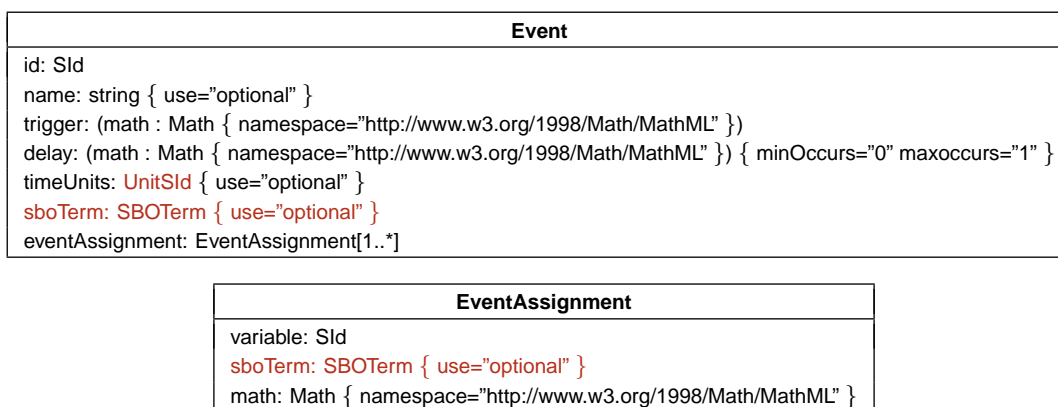 Event
id: SId
name: string { use="optional" }
trigger: (math : Math { namespace="http://www.w3.org/1998/Math/MathML" })
delay: (math : Math { namespace="http://www.w3.org/1998/Math/MathML" }) { minOccurs="0" maxoccurs="1" }
timeUnits: UnitSId { use="optional" }
sboTerm: SBOTerm { use="optional" }
eventAssignment: EventAssignment[1..*]
EventAssignment
variable: SId
sboTerm: SBOTerm { use="optional" }
math: Math { namespace="http://www.w3.org/1998/Math/MathML" }